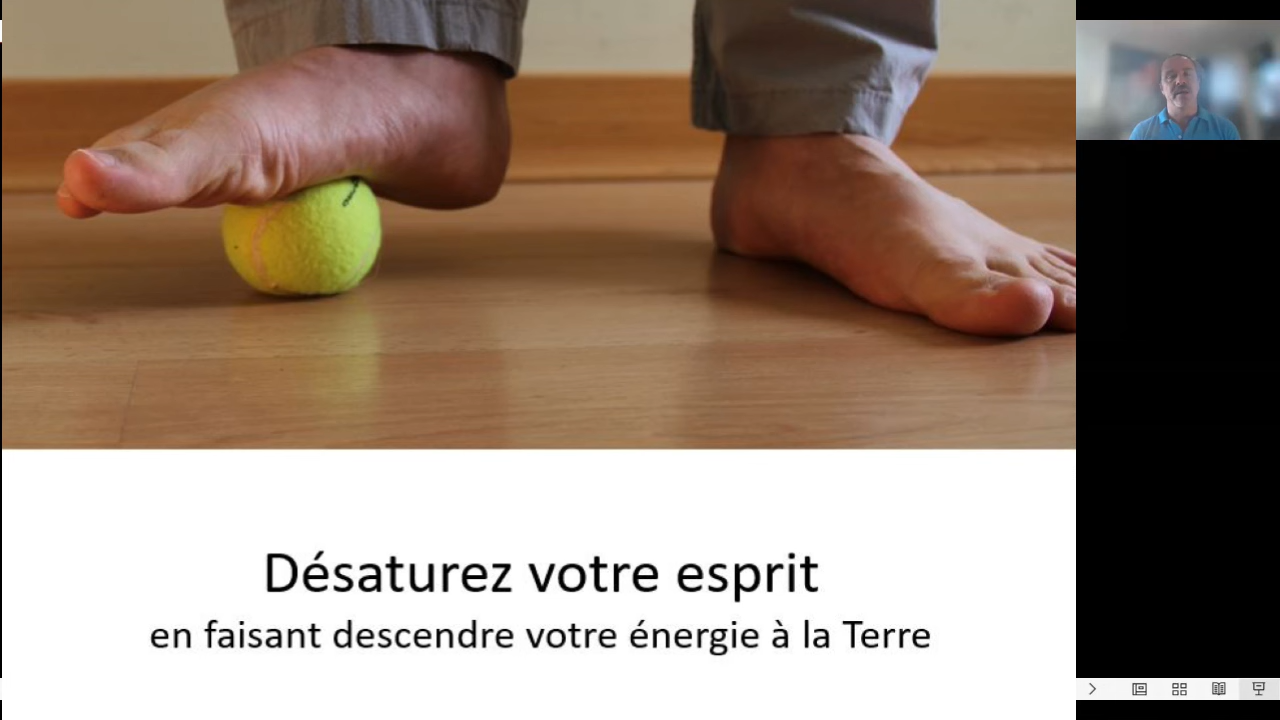 Désaturez votre esprit
en faisant descendre votre énergie à la Terre